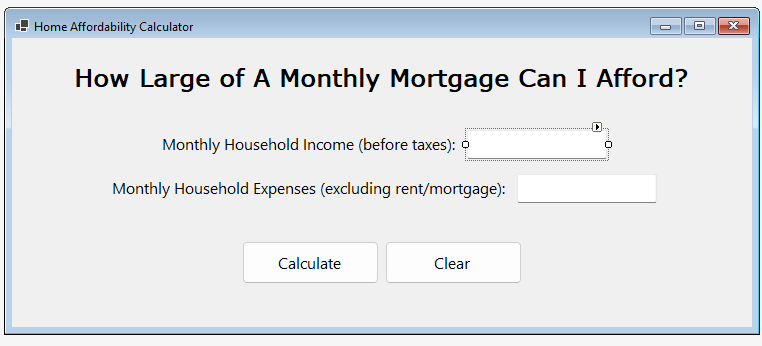 Home Affordability Calculator
How Large of A Monthly Mortgage Can I Afford?
Monthly Household Income (before taxes):
Monthly Household Expenses (excluding rent/mortgage):
Calculate Clear